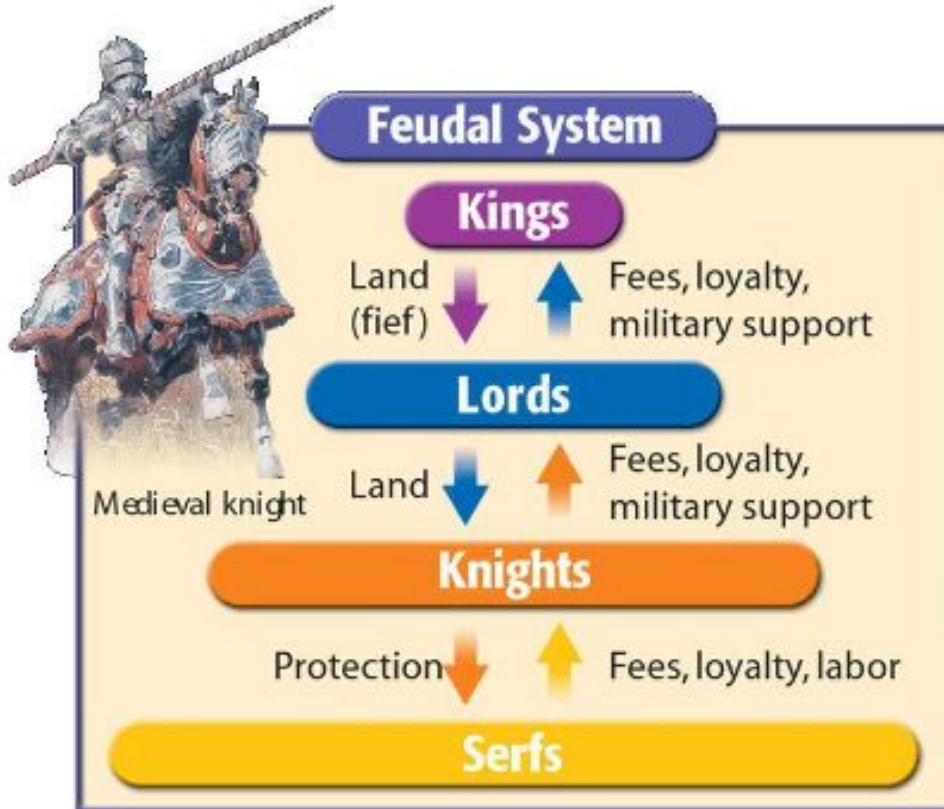 Feudal System
Kings
Land
(fief)
Fees, loyalty,
military support
Lords
Medieval knight
Land
Fees, loyalty,
military support
Knights
Protection
Fees, loyalty, labor
Serfs